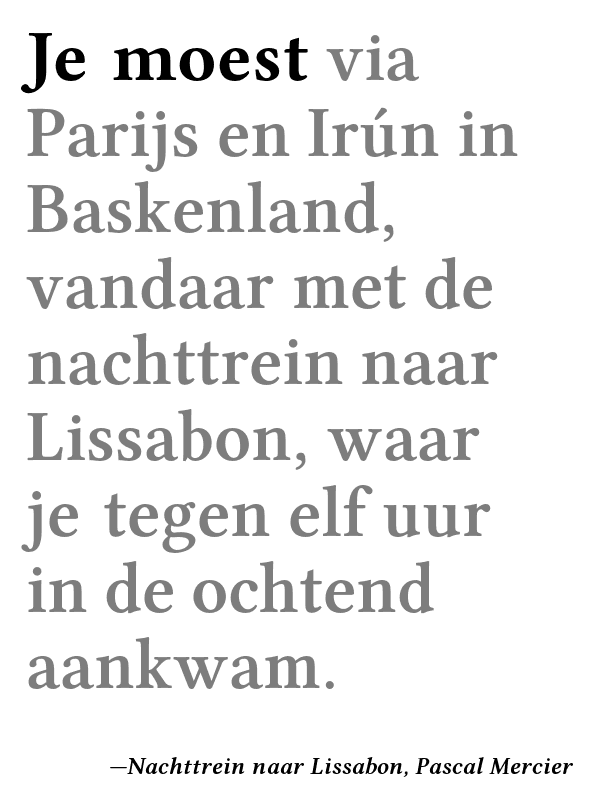 Je moest via
Parijs en Irún in
Baskenland,
vandaar met de
nachttrein naar
Lissabon, waar
je tegen elf uur
in de ochtend
aankwam.
—Nachttrein naar Lissabon, Pascal Mercier